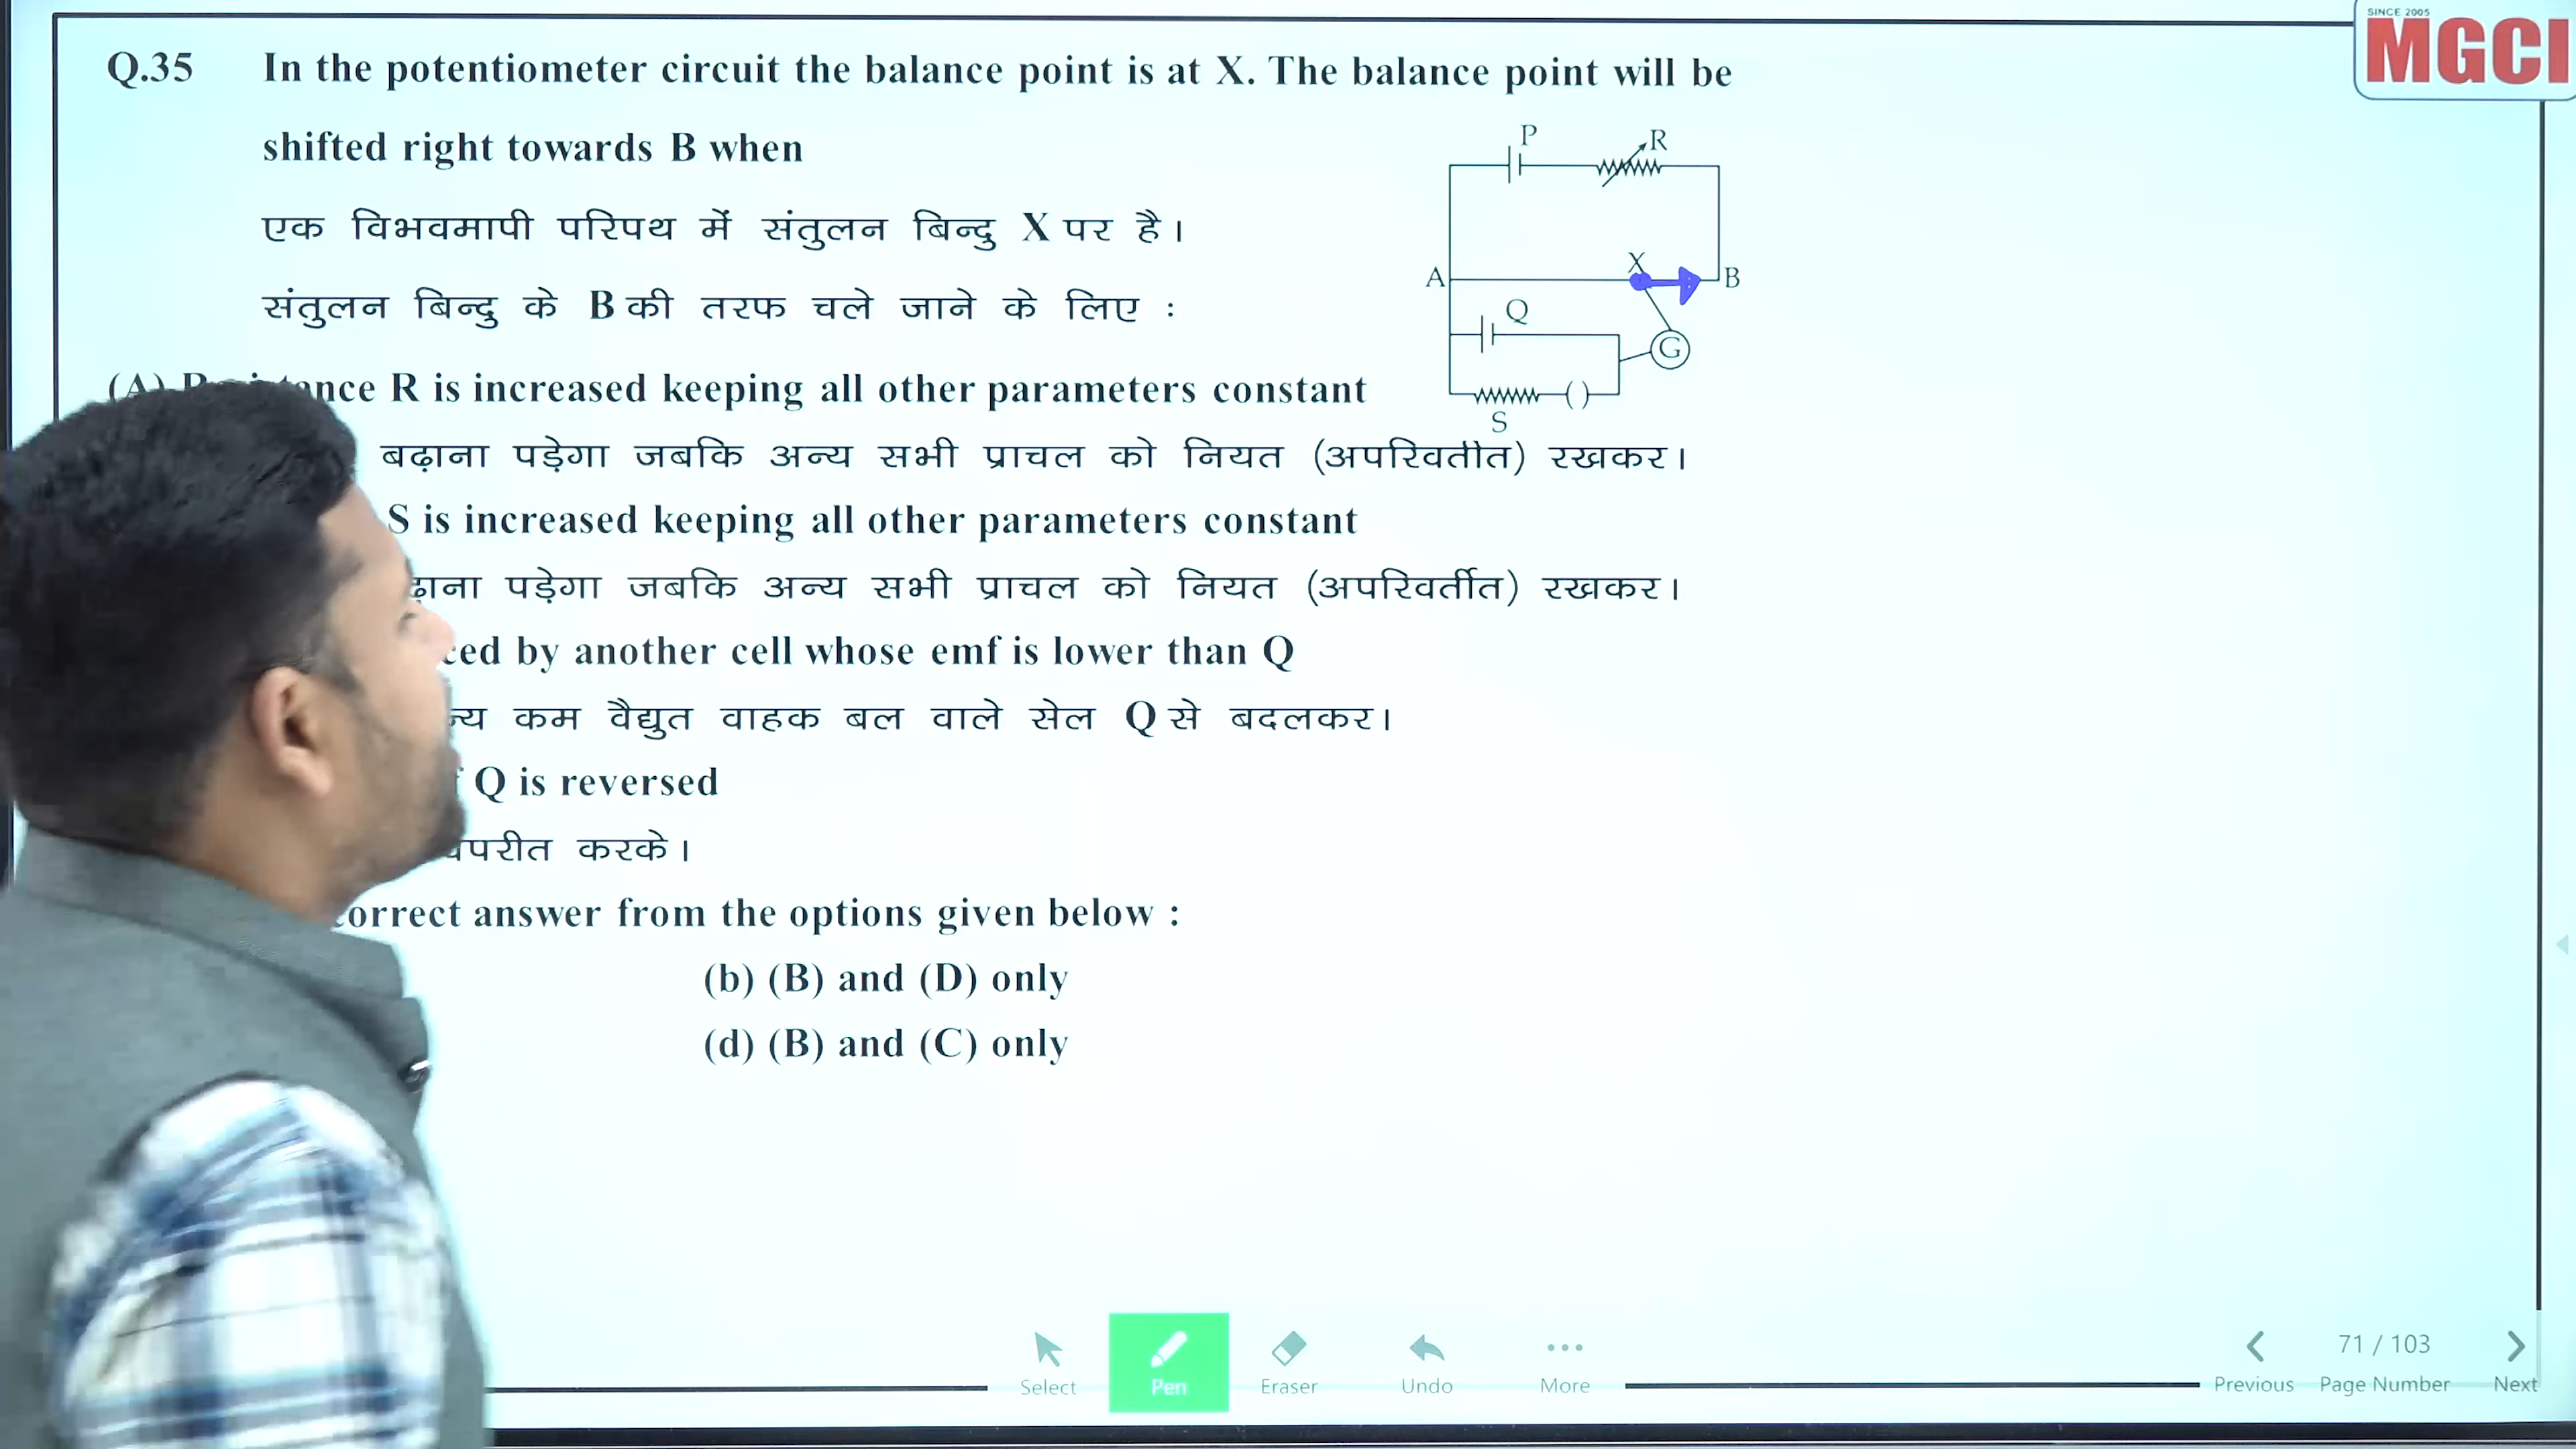 SINCE 2005
MGCI
Q.35 In the potentiometer circuit the balance point is at X. The balance point will be
shifted right towards B when
एक विभवमापी परिपथ में संतुलन बिन्दु X पर है।
संतुलन बिन्दु के B की तरफ चले जाने के लिए :
P
R
A
X
B
Q
G
S
R is increased keeping all other parameters constant
बढ़ाना पड़ेगा जबकि अन्य सभी प्राचल को नियत (अपरिवर्तीत) रखकर।
S is increased keeping all other parameters constant
पड़ेगा जबकि अन्य सभी प्राचल को नियत (अपरिवर्तीत) रखकर।
by another cell whose emf is lower than Q
कम वैद्युत वाहक बल वाले सेल Q से बदलकर।
Q is reversed
करके।
answer from the options given below :
(b) (B) and (D) only
(d) (B) and (C) only
Select
Pen
Eraser
Undo
More
71 / 103
Previous Page Number Next